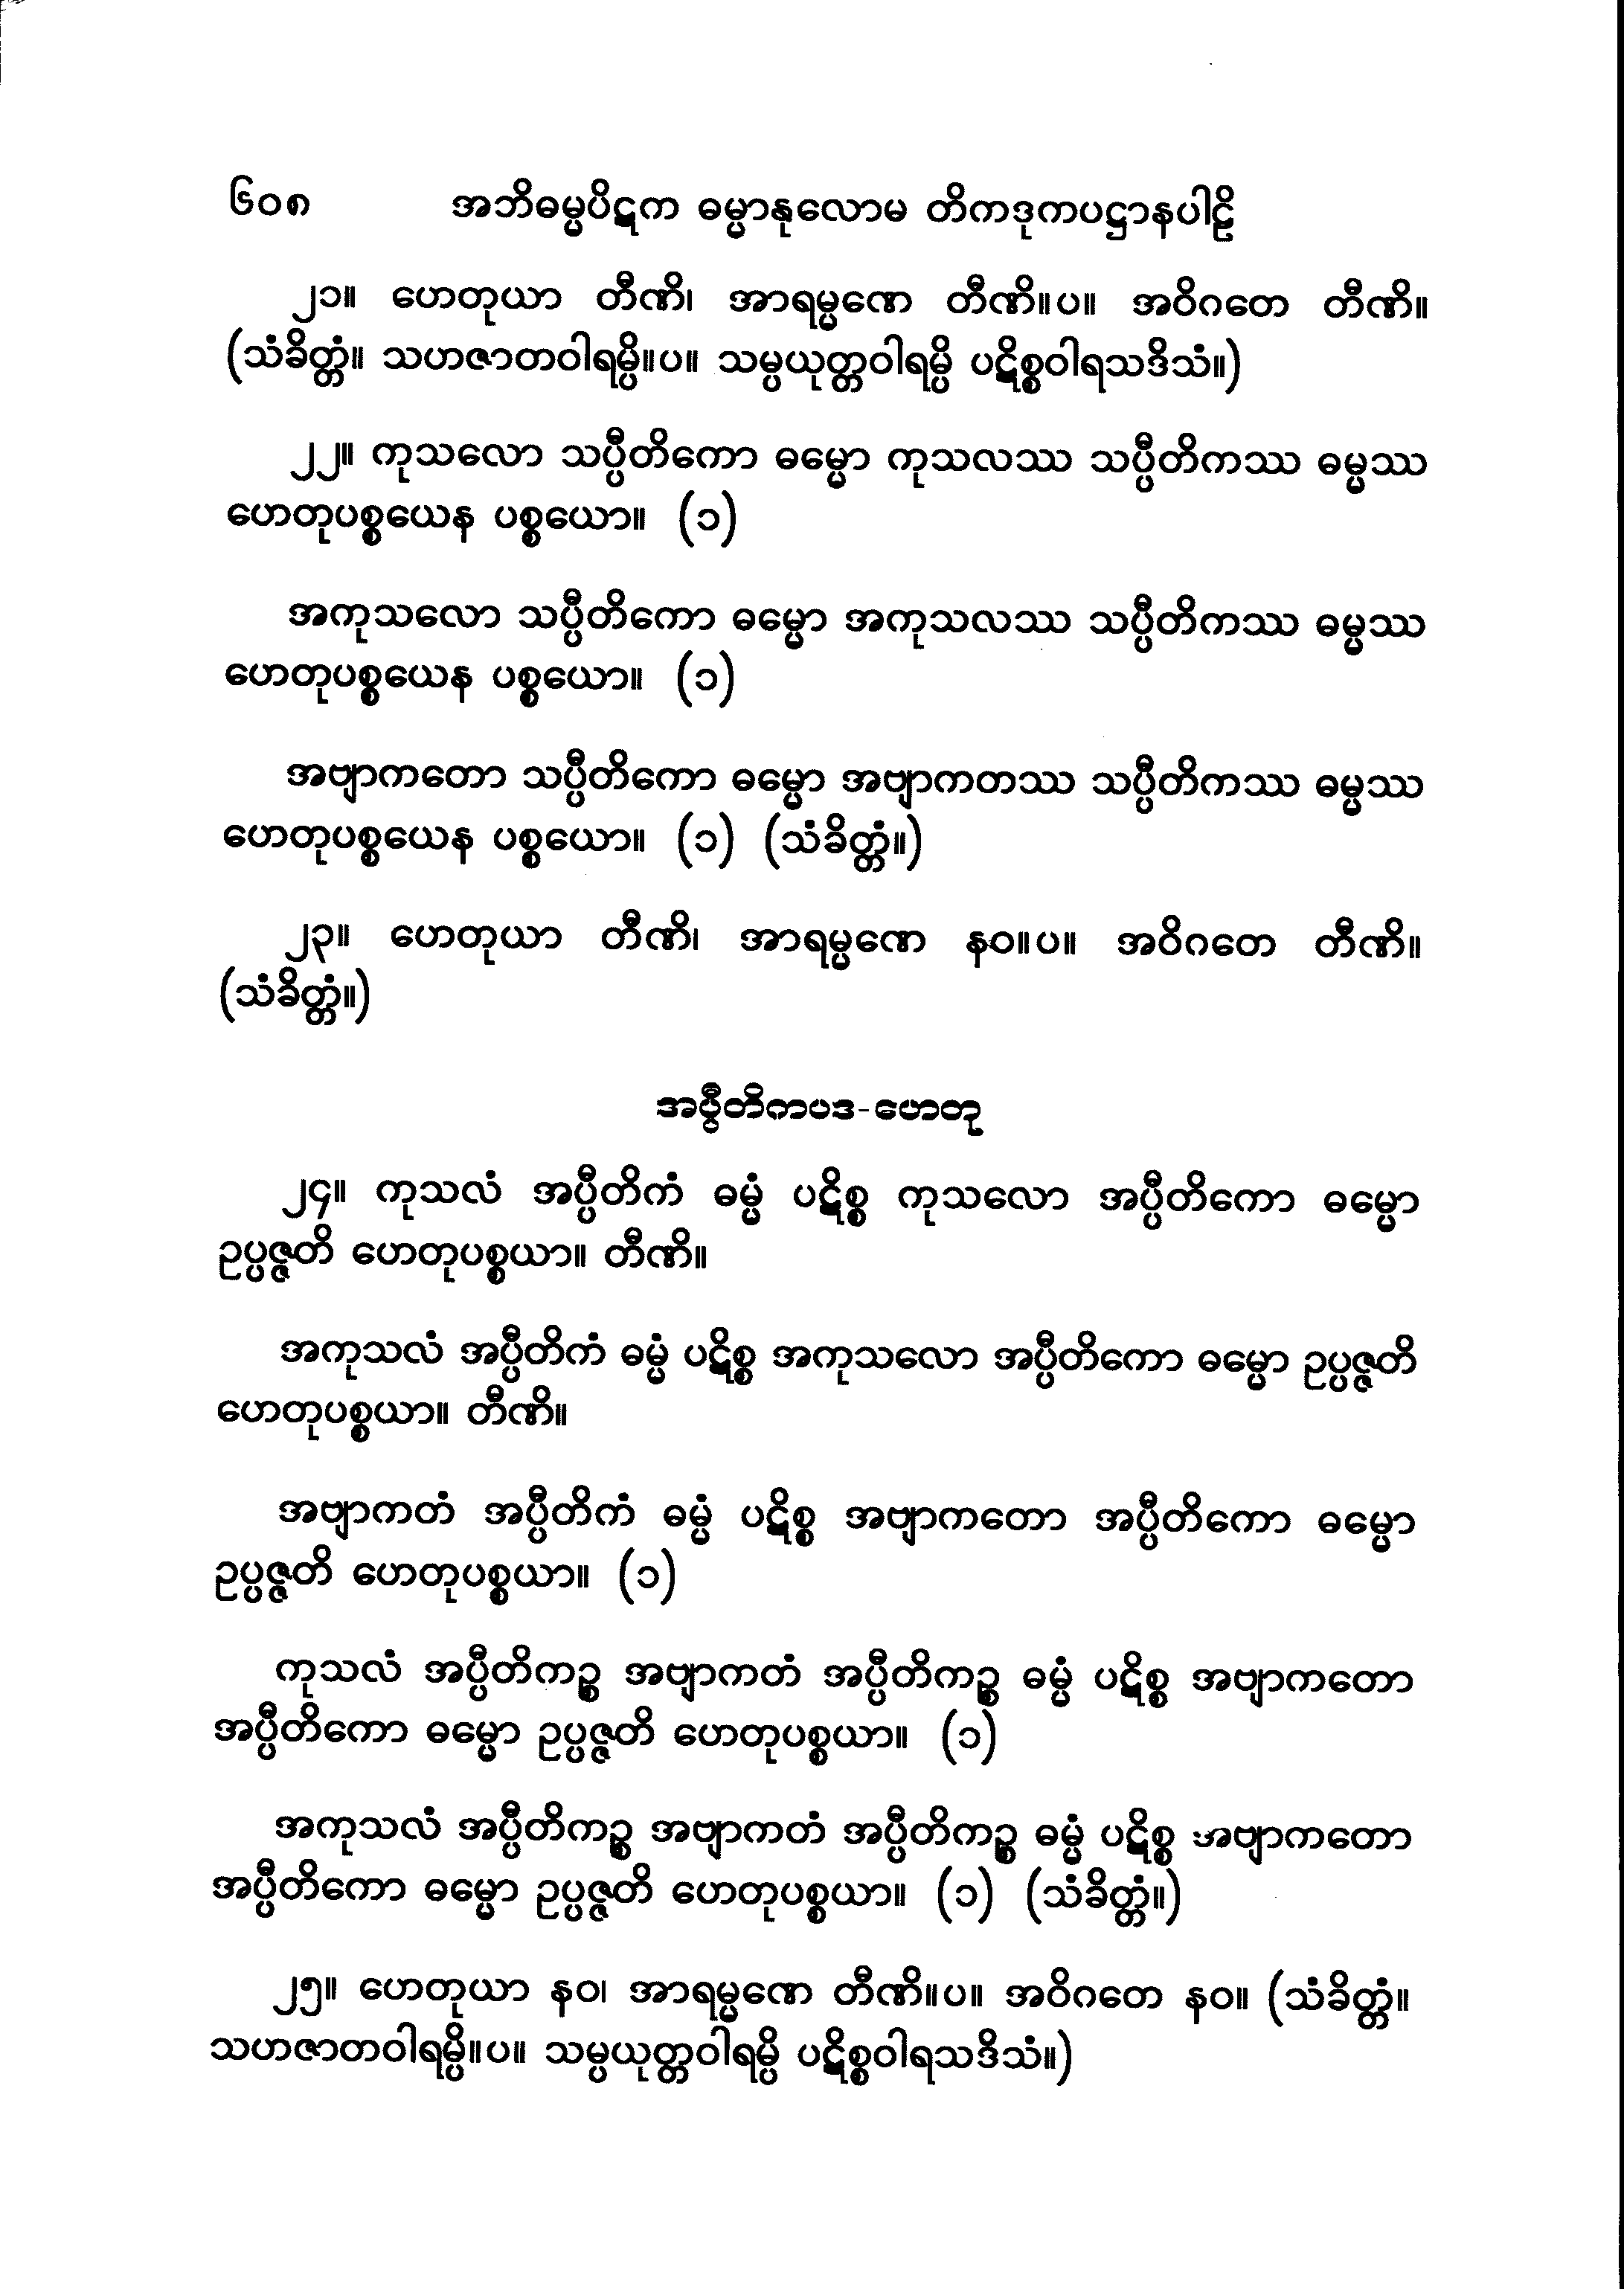 ၆၀၈ အဘိဓမ္မပိဋက ဓမ္မာနုလောမ တိကဒုကပဋ္ဌာနပါဠိ
၂၁။ ဟေတုယာ တီဏိ၊ အာရမ္မဏေ တီဏိ။ပ။ အဝိဂတေ တီဏိ။
(သံခိတ္တံ။ သဟဇာတဝါရမ္ပိ။ပ။ သမ္ပယုတ္တဝါရမ္ပိ ပဋိစ္စဝါရသဒိသံ။)
၂၂။ ကုသလော သပ္ပီတိကော ဓမ္မော ကုသလဿ သပ္ပီတိကဿ ဓမ္မဿ
ဟေတုပစ္စယေန ပစ္စယော။ (၁)
အကုသလော သပ္ပီတိကော ဓမ္မော အကုသလဿ သပ္ပီတိကဿ ဓမ္မဿ
ဟေတုပစ္စယေန ပစ္စယော။ (၁)
အဗျာကတော သပ္ပီတိကော ဓမ္မော အဗျာကတဿ သပ္ပီတိကဿ ဓမ္မဿ
ဟေတုပစ္စယေန ပစ္စယော။ (၁) (သံခိတ္တံ။)
၂၃။ ဟေတုယာ တီဏိ၊ အာရမ္မဏေ နဝ။ပ။ အဝိဂတေ တီဏိ။
(သံခိတ္တံ။)
အပ္ပီတိကပဒ-ဟေတု
၂၄။ ကုသလံ အပ္ပီတိကံ ဓမ္မံ ပဋိစ္စ ကုသလော အပ္ပီတိကော ဓမ္မော
ဥပ္ပဇ္ဇတိ ဟေတုပစ္စယာ။ တီဏိ။
အကုသလံ အပ္ပီတိကံ ဓမ္မံ ပဋိစ္စ အကုသလော အပ္ပီတိကော ဓမ္မော ဥပ္ပဇ္ဇတိ
ဟေတုပစ္စယာ။ တီဏိ။
အဗျာကတံ အပ္ပီတိကံ ဓမ္မံ ပဋိစ္စ အဗျာကတော အပ္ပီတိကော ဓမ္မော
ဥပ္ပဇ္ဇတိ ဟေတုပစ္စယာ။ (၁)
ကုသလံ အပ္ပီတိကဉ္စ အဗျာကတံ အပ္ပီတိကဉ္စ ဓမ္မံ ပဋိစ္စ အဗျာကတော
အပ္ပီတိကော ဓမ္မော ဥပ္ပဇ္ဇတိ ဟေတုပစ္စယာ။ (၁)
အကုသလံ အပ္ပီတိကဉ္စ အဗျာကတံ အပ္ပီတိကဉ္စ ဓမ္မံ ပဋိစ္စ အဗျာကတော
အပ္ပီတိကော ဓမ္မော ဥပ္ပဇ္ဇတိ ဟေတုပစ္စယာ။ (၁) (သံခိတ္တံ။)
၂၅။ ဟေတုယာ နဝ၊ အာရမ္မဏေ တီဏိ။ပ။ အဝိဂတေ နဝ။ (သံခိတ္တံ။
သဟဇာတဝါရမ္ပိ။ပ။ သမ္ပယုတ္တဝါရမ္ပိ ပဋိစ္စဝါရသဒိသံ။)